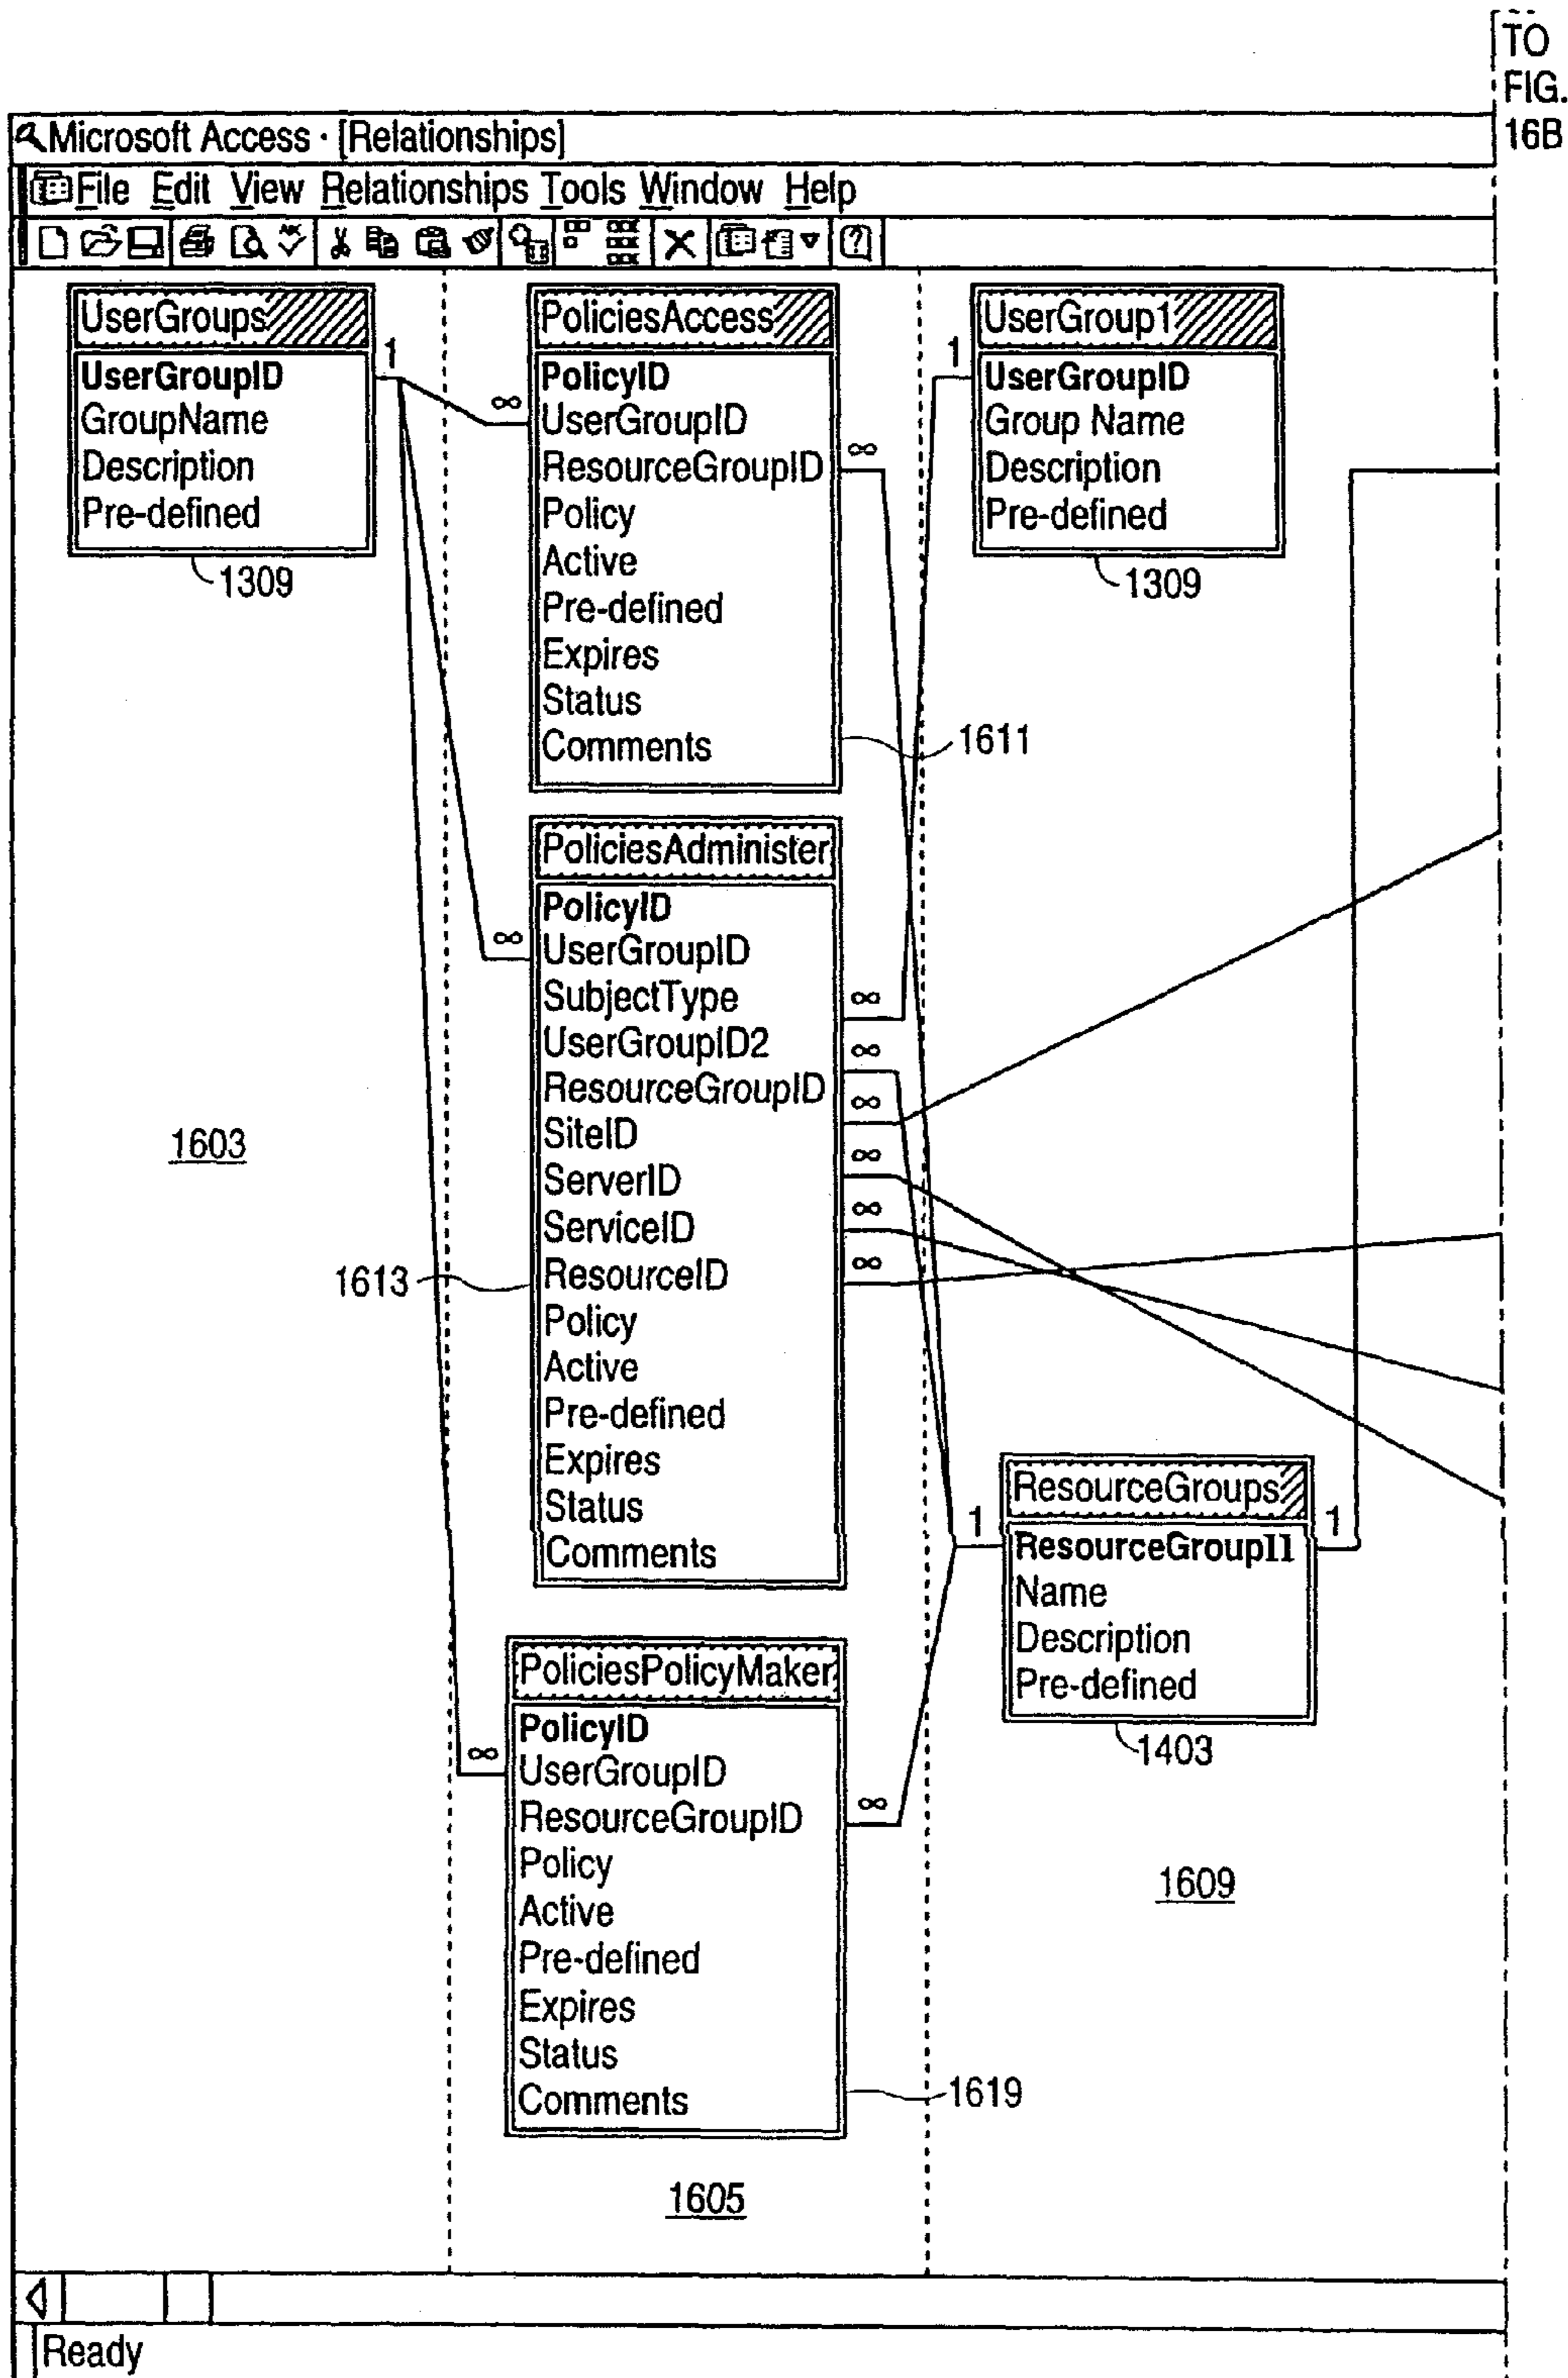 TO
FIG.
16B
Microsoft Access · [Relationships]
File Edit View Relationships Tools Window Help
UserGroups
UserGroupID
GroupName
Description
Pre-defined
1309
1
∞
PoliciesAccess
PolicyID
UserGroupID
ResourceGroupID
Policy
Active
Pre-defined
Expires
Status
Comments
∞
1611
UserGroup1
UserGroupID
Group Name
Description
Pre-defined
1309
1
1603
∞
PoliciesAdminister
PolicyID
UserGroupID
SubjectType
UserGroupID2
ResourceGroupID
SiteID
ServerID
ServiceID
ResourceID
Policy
Active
Pre-defined
Expires
Status
Comments
∞
∞
∞
∞
∞
∞
1613
1
ResourceGroups
ResourceGroupII
Name
Description
Pre-defined
1
1403
∞
PoliciesPolicyMaker
PolicyID
UserGroupID
ResourceGroupID
Policy
Active
Pre-defined
Expires
Status
Comments
∞
1619
1609
1605
Ready